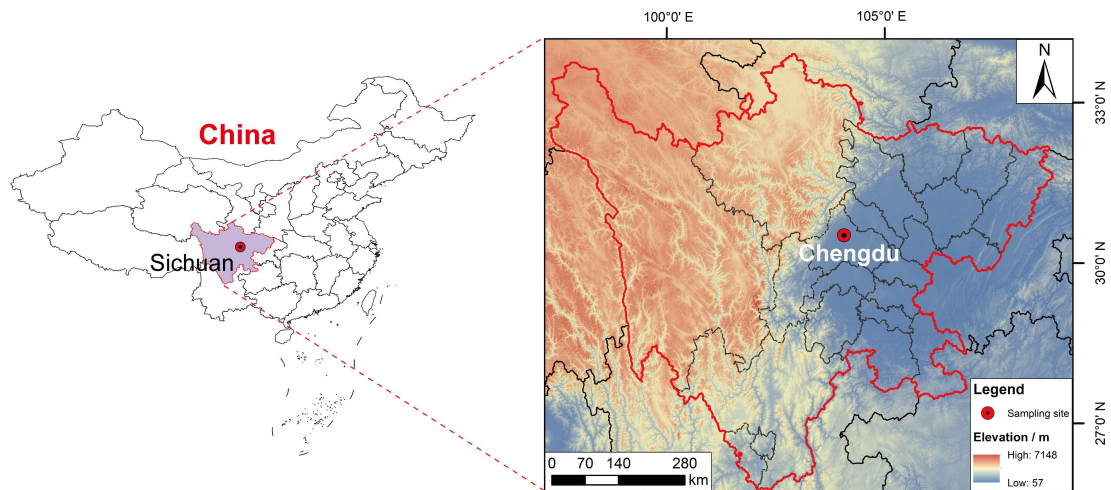 100°0' E
105°0' E
N
33°0' N
China
Sichuan
Chengdu
30°0' N
Legend
Sampling site
Elevation / m
High: 7148
Low: 57
27°0' N
0 70 140 280
km